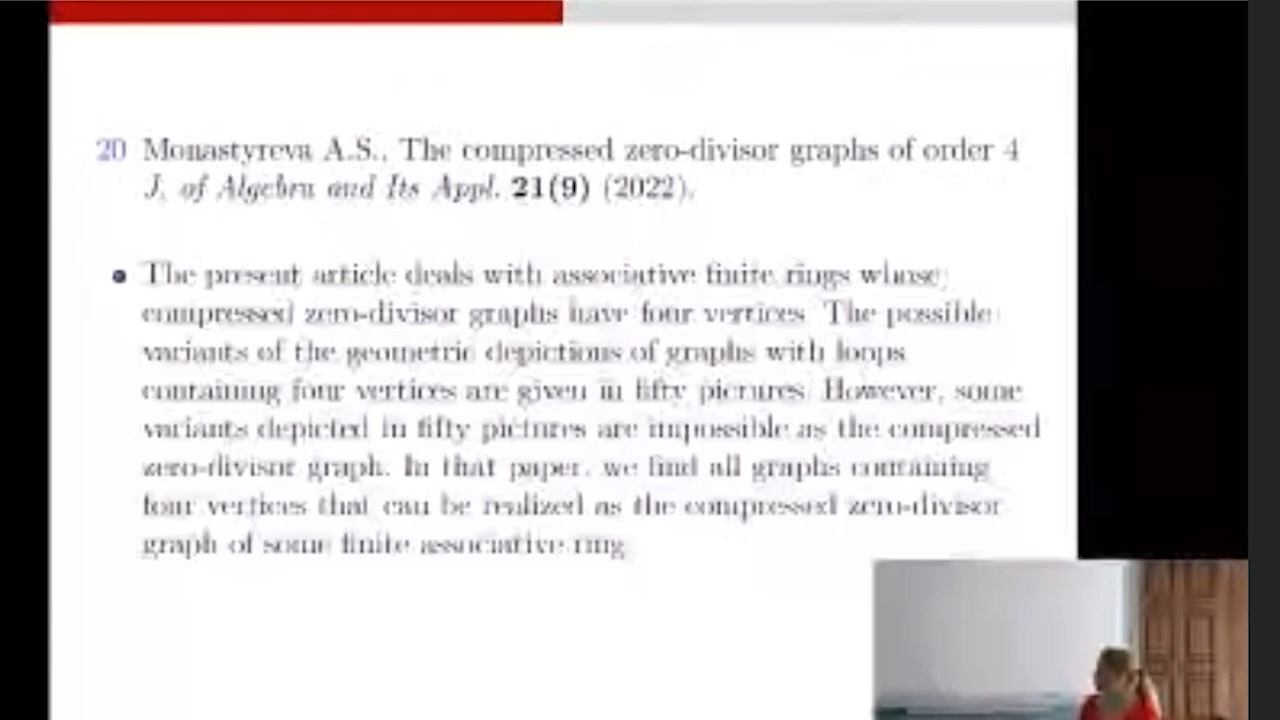 20 Monastyreva A.S., The compressed zero-divisor graphs of order 4
J. of Algebra and Its Appl. 21(9) (2022).
• The present article deals with associative finite rings whose
compressed zero-divisor graphs have four vertices. The possible
variants of the geometric depictions of graphs with loops
containing four vertices are given in fifty pictures. However, some
variants depicted in fifty pictures are impossible as the compressed
zero-divisor graph. In that paper, we find all graphs containing
four vertices that can be realized as the compressed zero-divisor
graph of some finite associative ring.